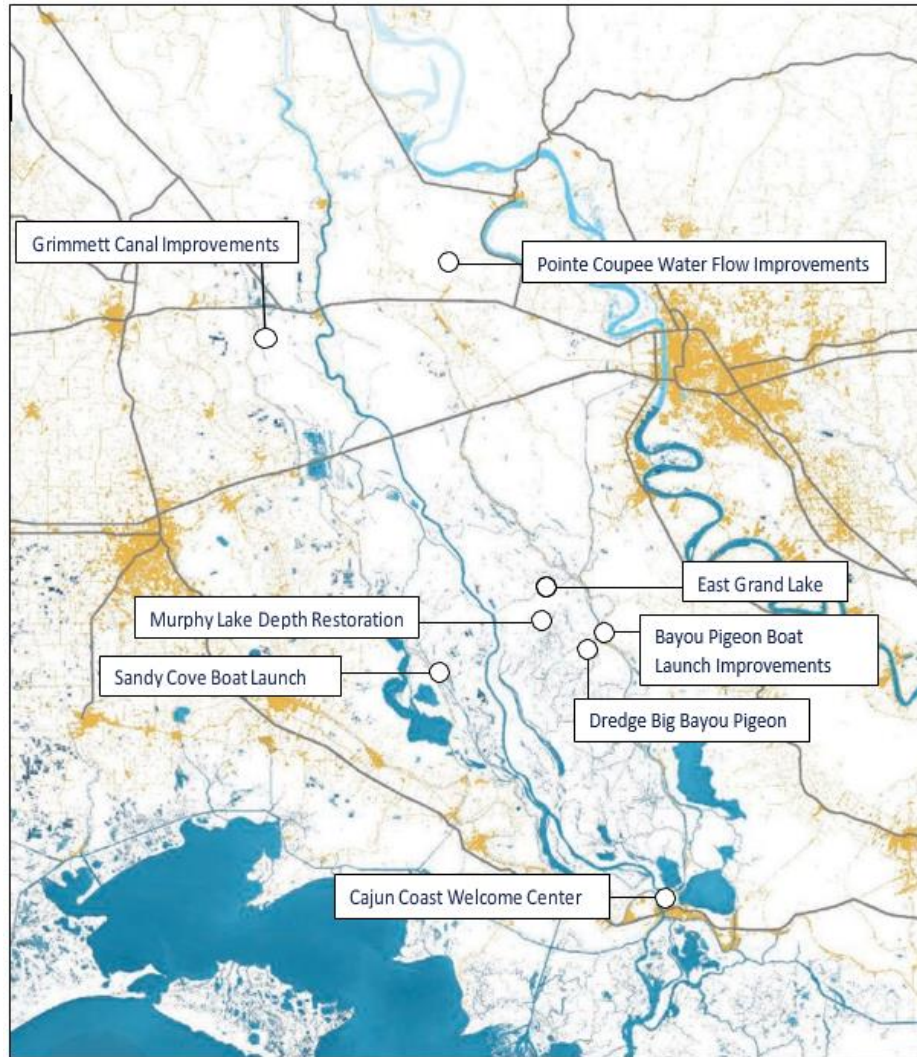 Grimmett Canal Improvements
Pointe Coupee Water Flow Improvements
East Grand Lake
Murphy Lake Depth Restoration
Bayou Pigeon Boat
Launch Improvements
Sandy Cove Boat Launch
Dredge Big Bayou Pigeon
Cajun Coast Welcome Center